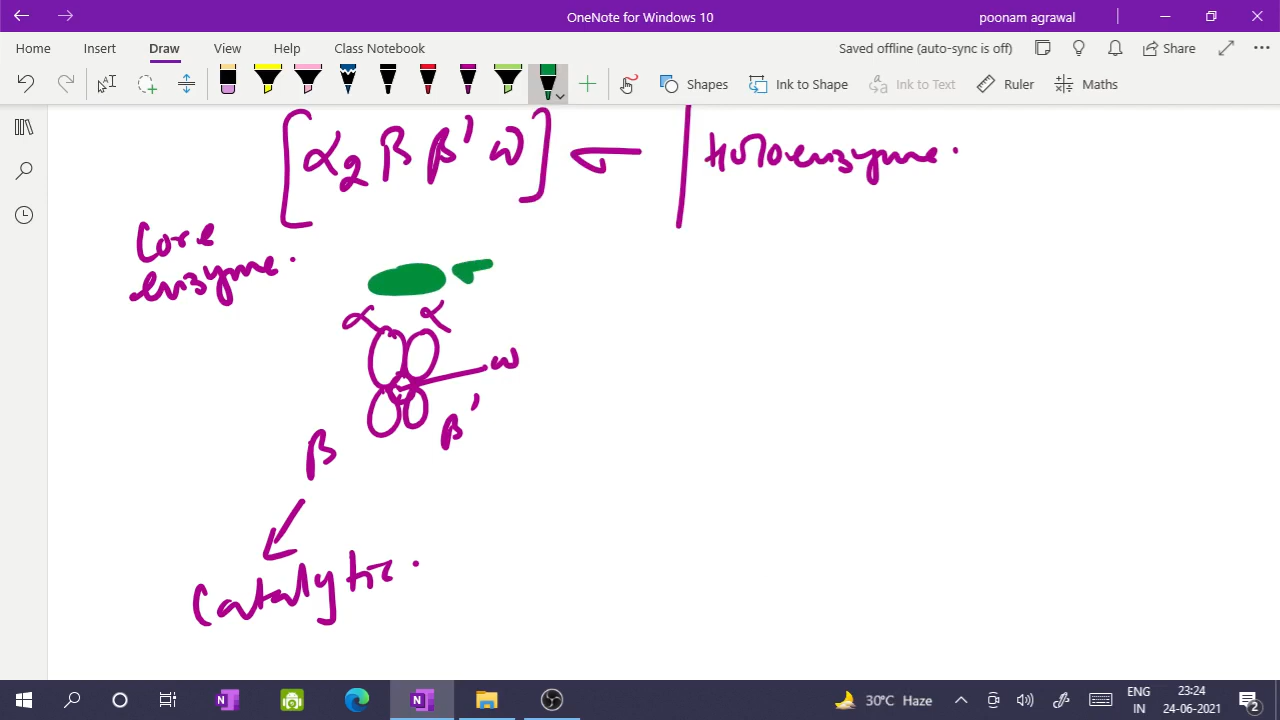 OneNote for Windows 10
poonam agrawal
Home Insert Draw View Help Class Notebook
Saved offline (auto-sync is off) Share
Shapes Ink to Shape Ink to Text Ruler Maths
[α2 β β' ω] σ | Holoenzyme.
Core
enzyme.
σ
α α
ω
β'
β
Catalytic.
30°C Haze
ENG
IN
23:24
24-06-2021
2